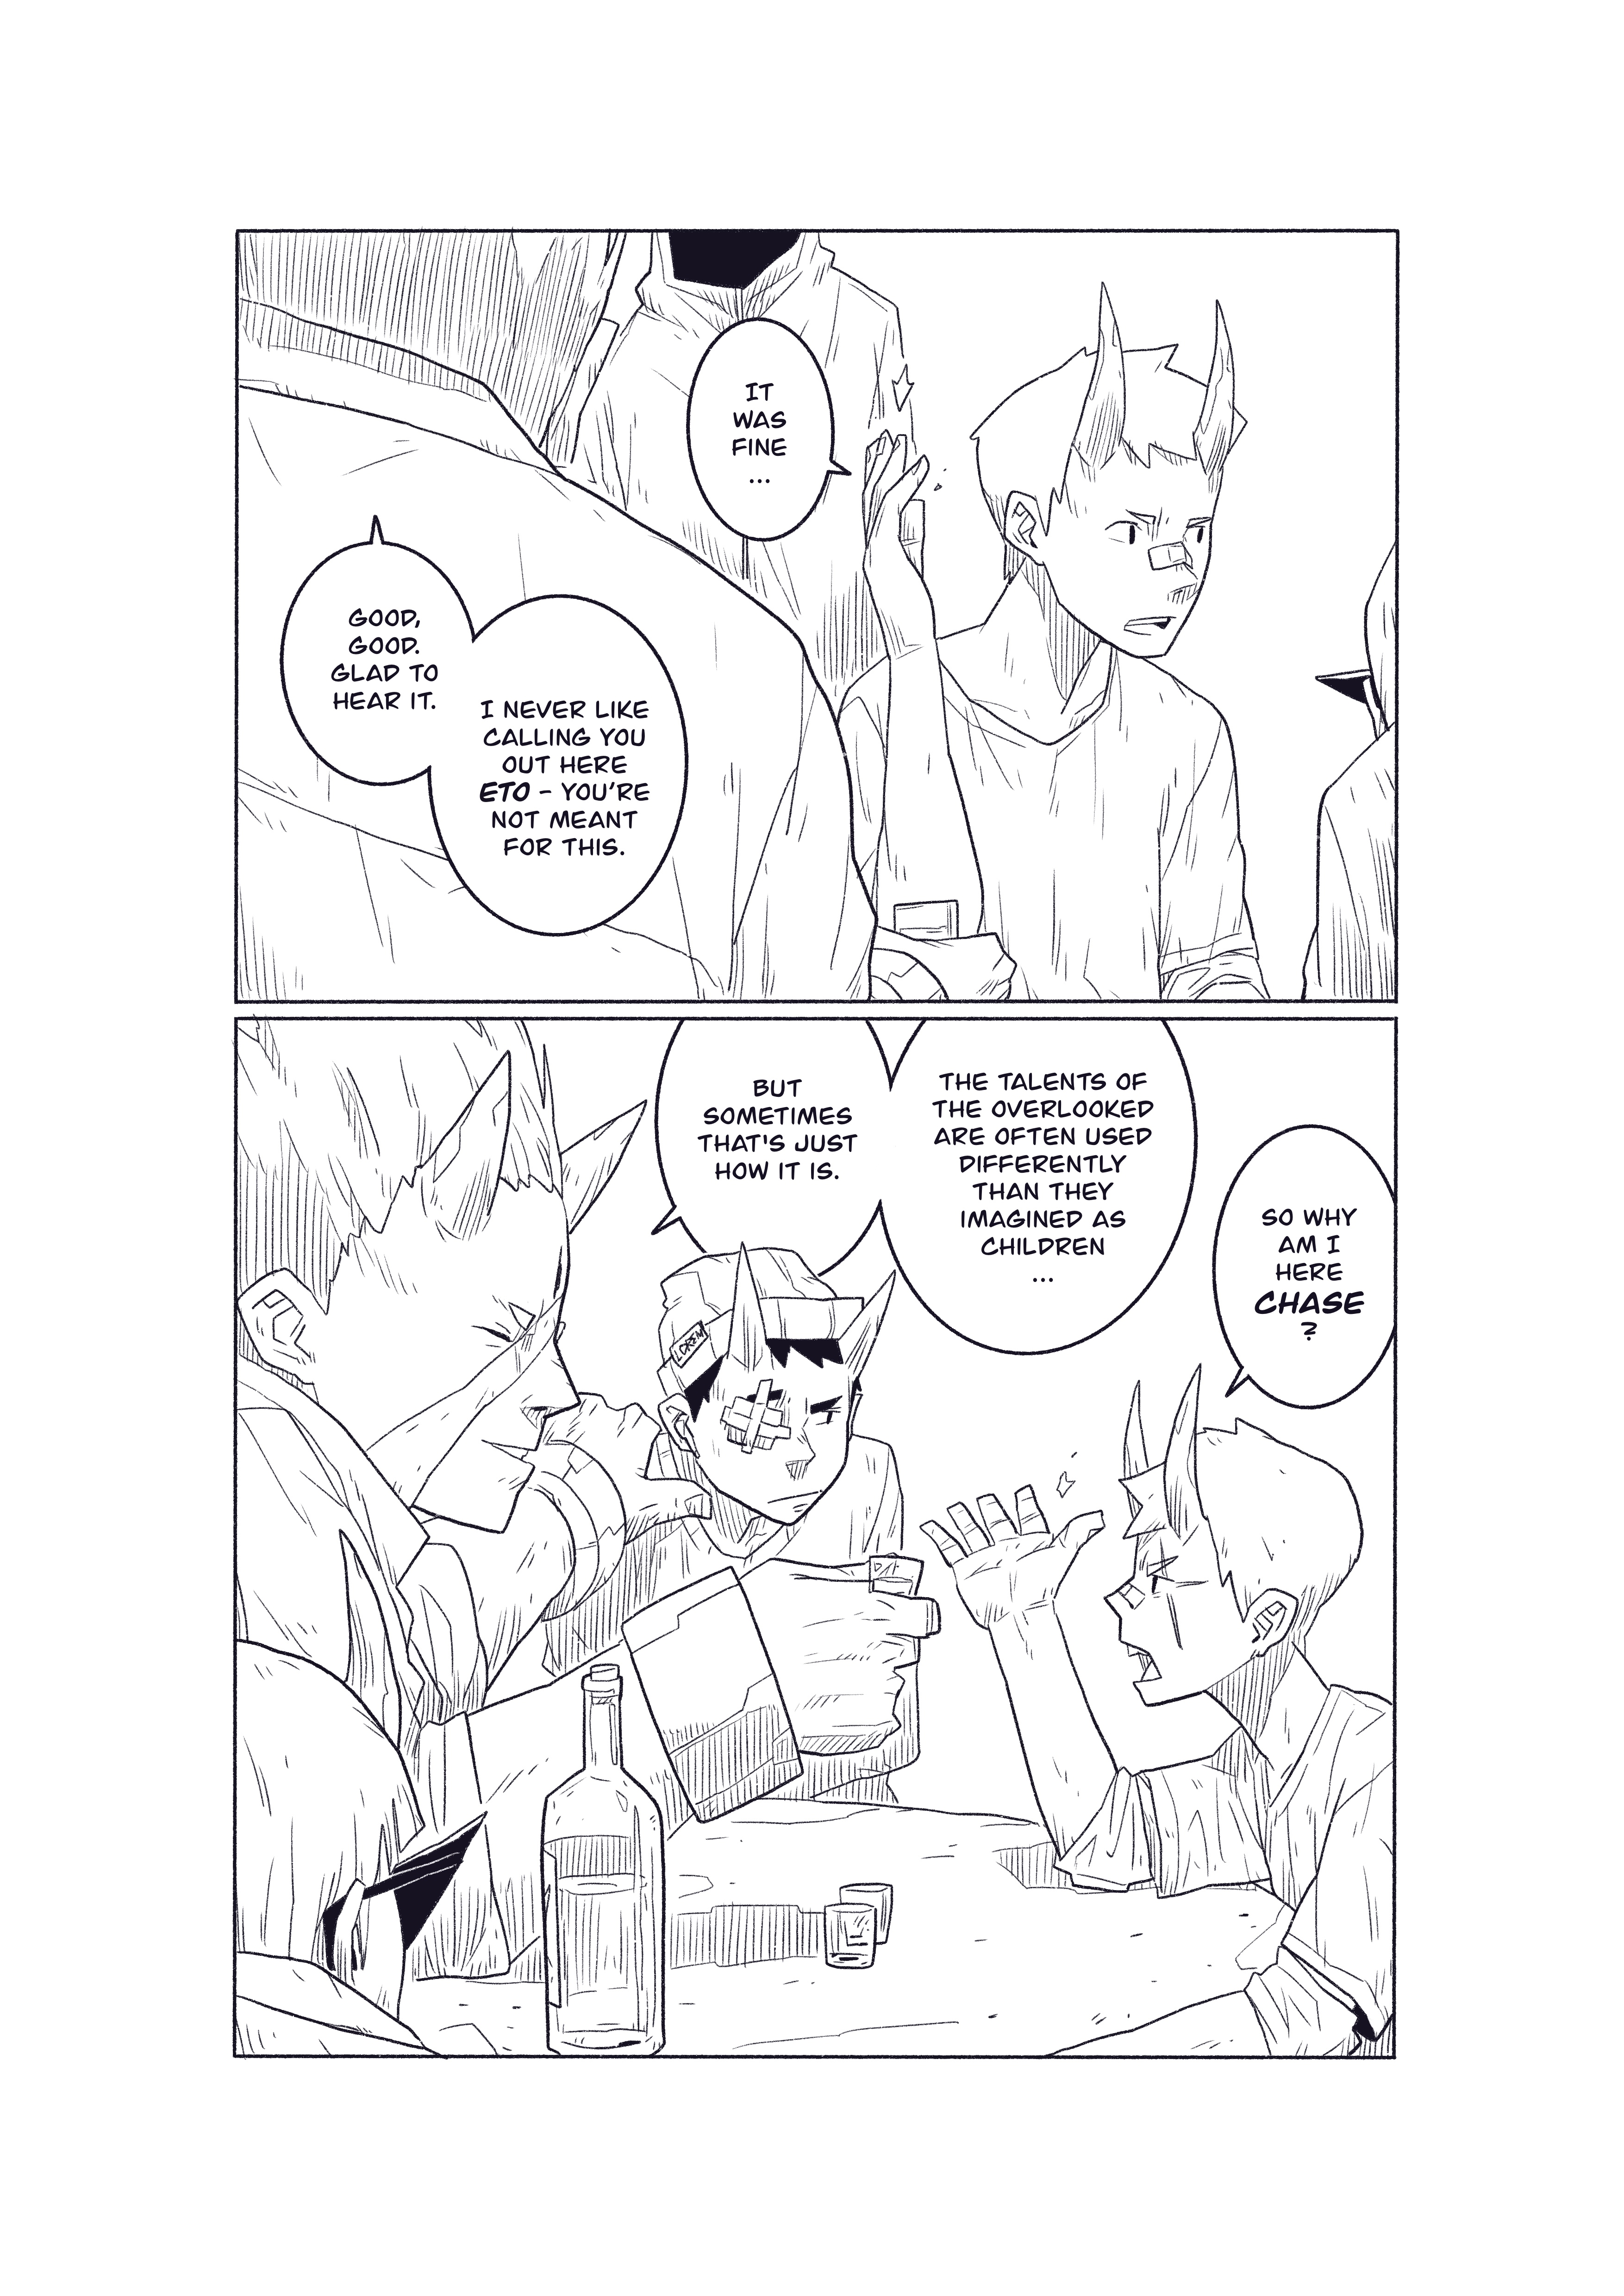 IT
WAS
FINE
...
GOOD,
GOOD.
GLAD TO
HEAR IT.
I NEVER LIKE
CALLING YOU
OUT HERE
ETO – YOU'RE
NOT MEANT
FOR THIS.
BUT
SOMETIMES
THAT'S JUST
HOW IT IS.
THE TALENTS OF
THE OVERLOOKED
ARE OFTEN USED
DIFFERENTLY
THAN THEY
IMAGINED AS
CHILDREN
...
SO WHY
AM I
HERE
CHASE
?
LOREM